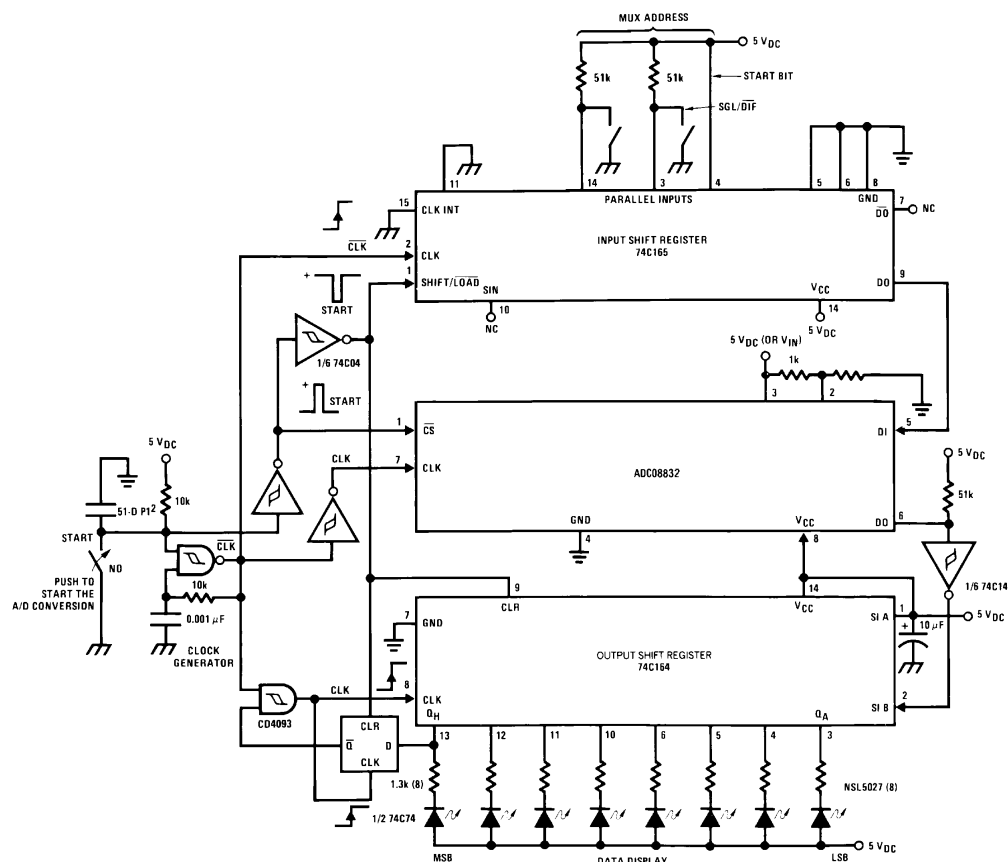 MUX ADDRESS
5 VDC
51k
51k
START BIT
SGL/DIF
11
14
3
4
5
6
8
GND
PARALLEL INPUTS
15
CLK INT
DO
7
NC
INPUT SHIFT REGISTER
74C165
CLK
2
CLK
1
SHIFT/LOAD
SIN
10
NC
VCC
14
5 VDC
DO
9
+
START
1/6 74C04
+
START
5 VDC (OR VIN)
1k
3
2
1
CS
DI
5
CLK
7
CLK
ADC08832
5 VDC
10k
51-D P12
5 VDC
51k
GND
4
VCC
8
DO
6
START
NO
CLK
PUSH TO
START THE
A/D CONVERSION
10k
0.001 μF
CLOCK
GENERATOR
1/6 74C14
9
CLR
14
VCC
7
GND
SI A
1
5 VDC
+
10 μF
OUTPUT SHIFT REGISTER
74C164
CLK
8
CLK
SI B
2
CD4093
QH
QA
CLR
Q
D
CLK
13
12
11
10
6
5
4
3
1.3k (8)
NSL5027 (8)
1/2 74C74
MSB
DATA DISPLAY
LSB
5 VDC